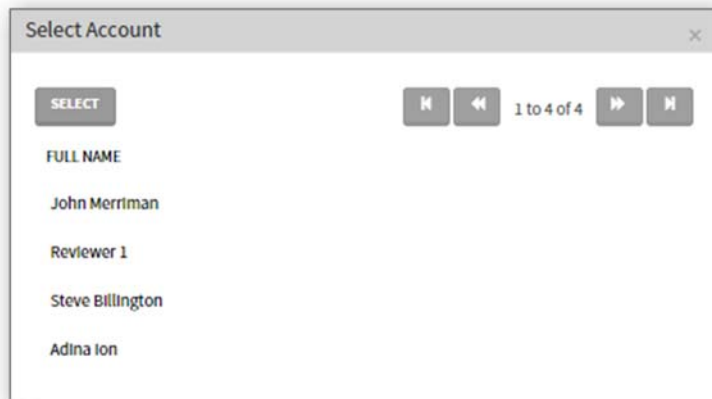 Select Account
SELECT
1 to 4 of 4
FULL NAME
John Merriman
Reviewer 1
Steve Billington
Adina Ion